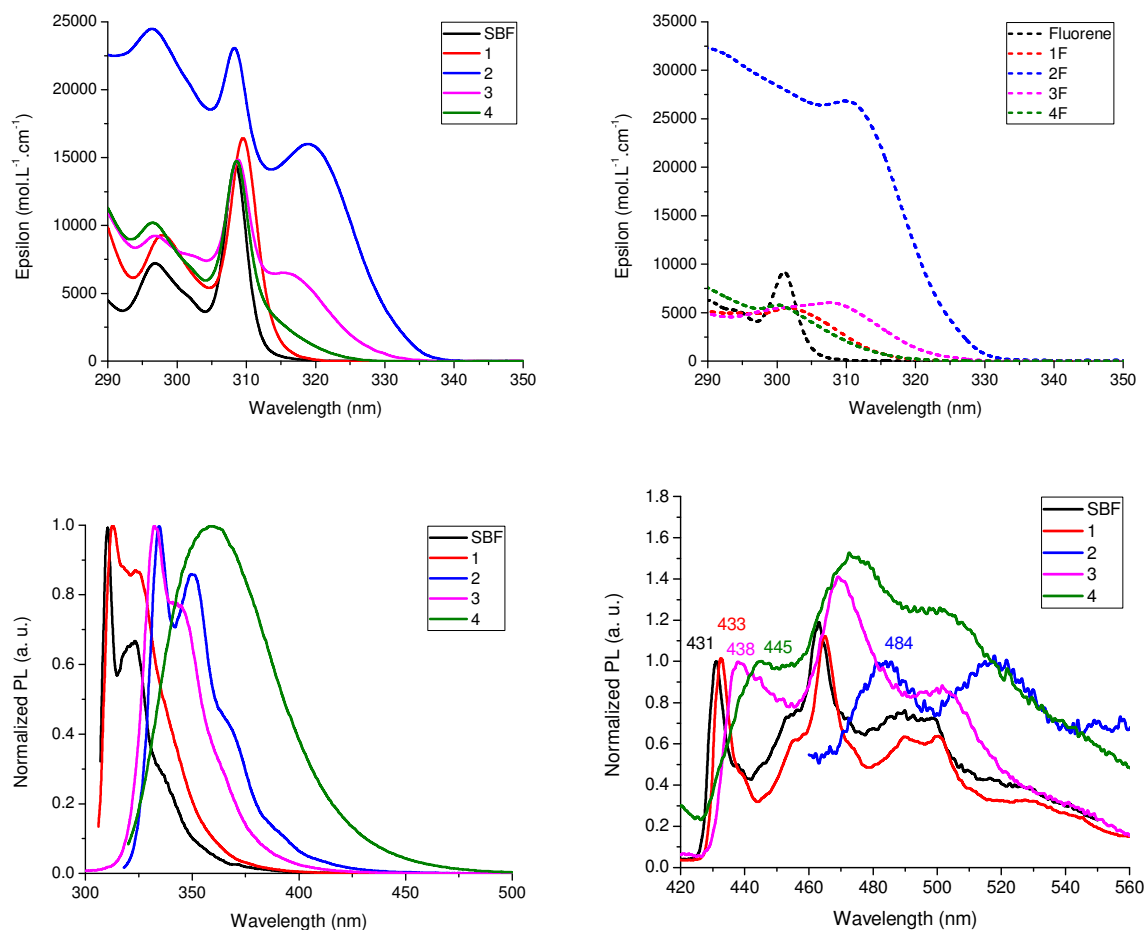 25000
20000
15000
10000
5000
0
Epsilon (mol.L⁻¹.cm⁻¹)
290 300 310 320 330 340 350
Wavelength (nm)
SBF
1
2
3
4
35000
30000
25000
20000
15000
10000
5000
0
Epsilon (mol.L⁻¹.cm⁻¹)
290 300 310 320 330 340 350
Wavelength (nm)
Fluorene
1F
2F
3F
4F
1.0
0.8
0.6
0.4
0.2
0.0
Normalized PL (a. u.)
300 350 400 450 500
Wavelength (nm)
SBF
1
2
3
4
1.8
1.6
1.4
1.2
1.0
0.8
0.6
0.4
0.2
0.0
Normalized PL (a. u.)
420 440 460 480 500 520 540 560
Wavelength (nm)
431
433
438
445
484
SBF
1
2
3
4